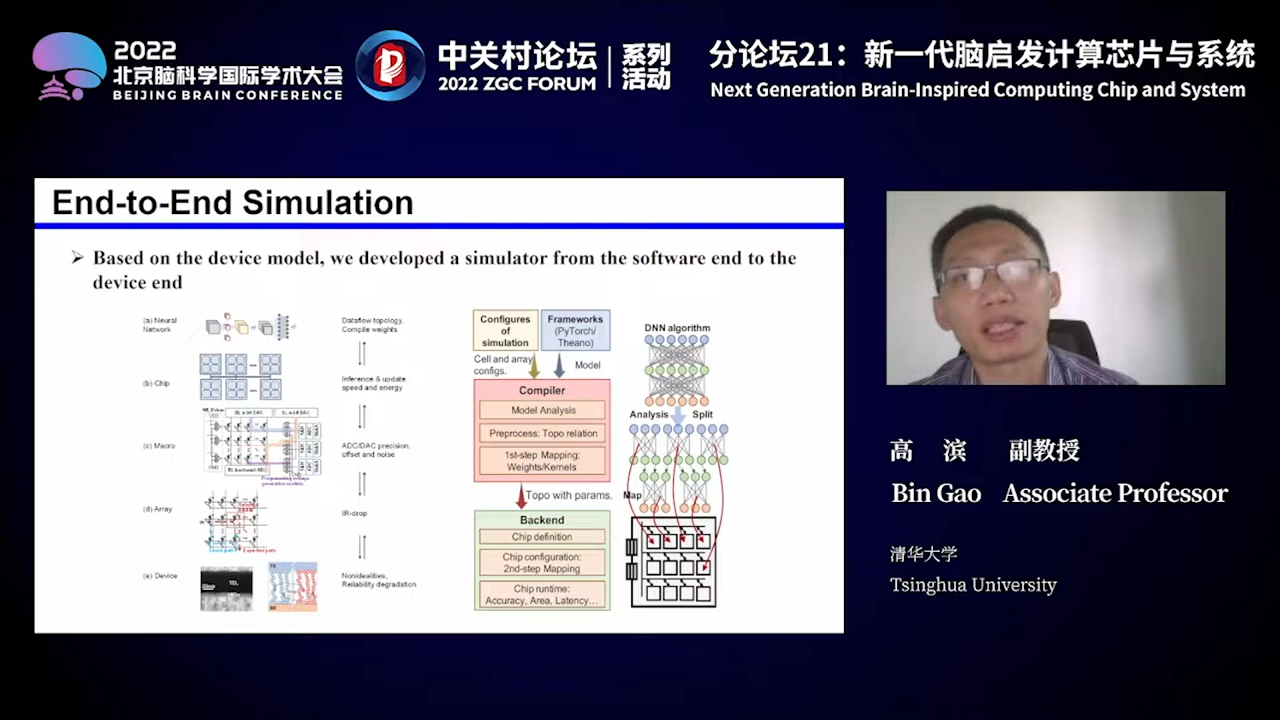 2022
北京脑科学国际学术大会
BEIJING BRAIN CONFERENCE
中关村论坛
2022 ZGC FORUM
系列
活动
分论坛21：新一代脑启发计算芯片与系统
Next Generation Brain-Inspired Computing Chip and System
End-to-End Simulation
Based on the device model, we developed a simulator from the software end to the
device end
(a) Neural
Network
Dataflow topology,
Compile weights
(b) Chip
Inference & update
speed and energy
(c) Macro
ADC/DAC precision,
offset and noise
(d) Array
IR-drop
(e) Device
TEL
Nonidealities,
Reliability degradation
Configures
of
simulation
Frameworks
(PyTorch/
Theano)
Cell and array
configs.
Model
Compiler
Model Analysis
Preprocess: Topo relation
1st-step Mapping:
Weights/Kernels
Topo with params.
Backend
Chip definition
Chip configuration:
2nd-step Mapping
Chip runtime:
Accuracy, Area, Latency…
DNN algorithm
Analysis
Split
Map
高 滨 副教授
Bin Gao Associate Professor
清华大学
Tsinghua University